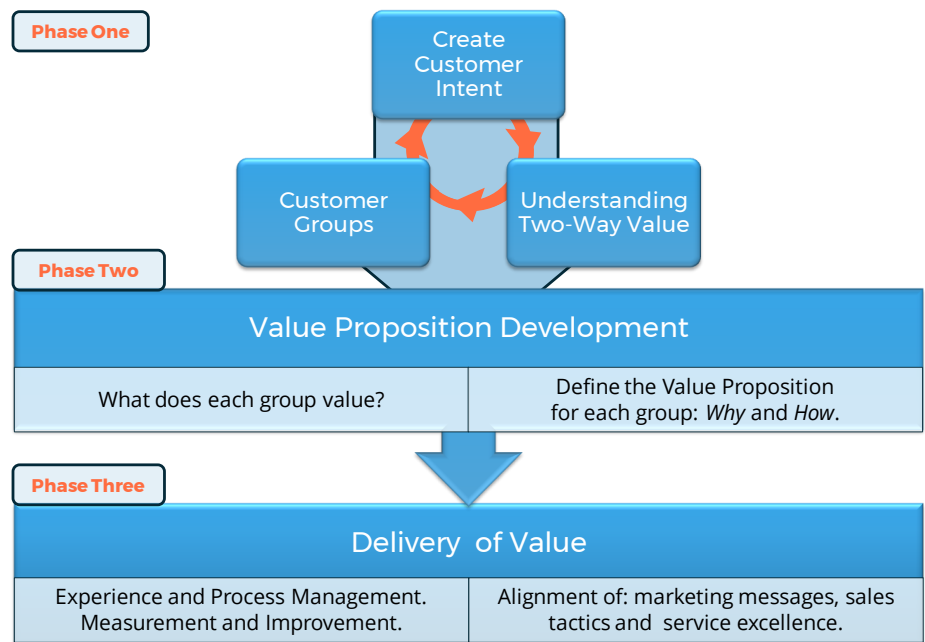 Phase One
Create
Customer
Intent
Customer
Groups
Understanding
Two-Way Value
Phase Two
Value Proposition Development
What does each group value?
Define the Value Proposition
for each group: Why and How.
Phase Three
Delivery of Value
Experience and Process Management.
Measurement and Improvement.
Alignment of: marketing messages, sales
tactics and service excellence.